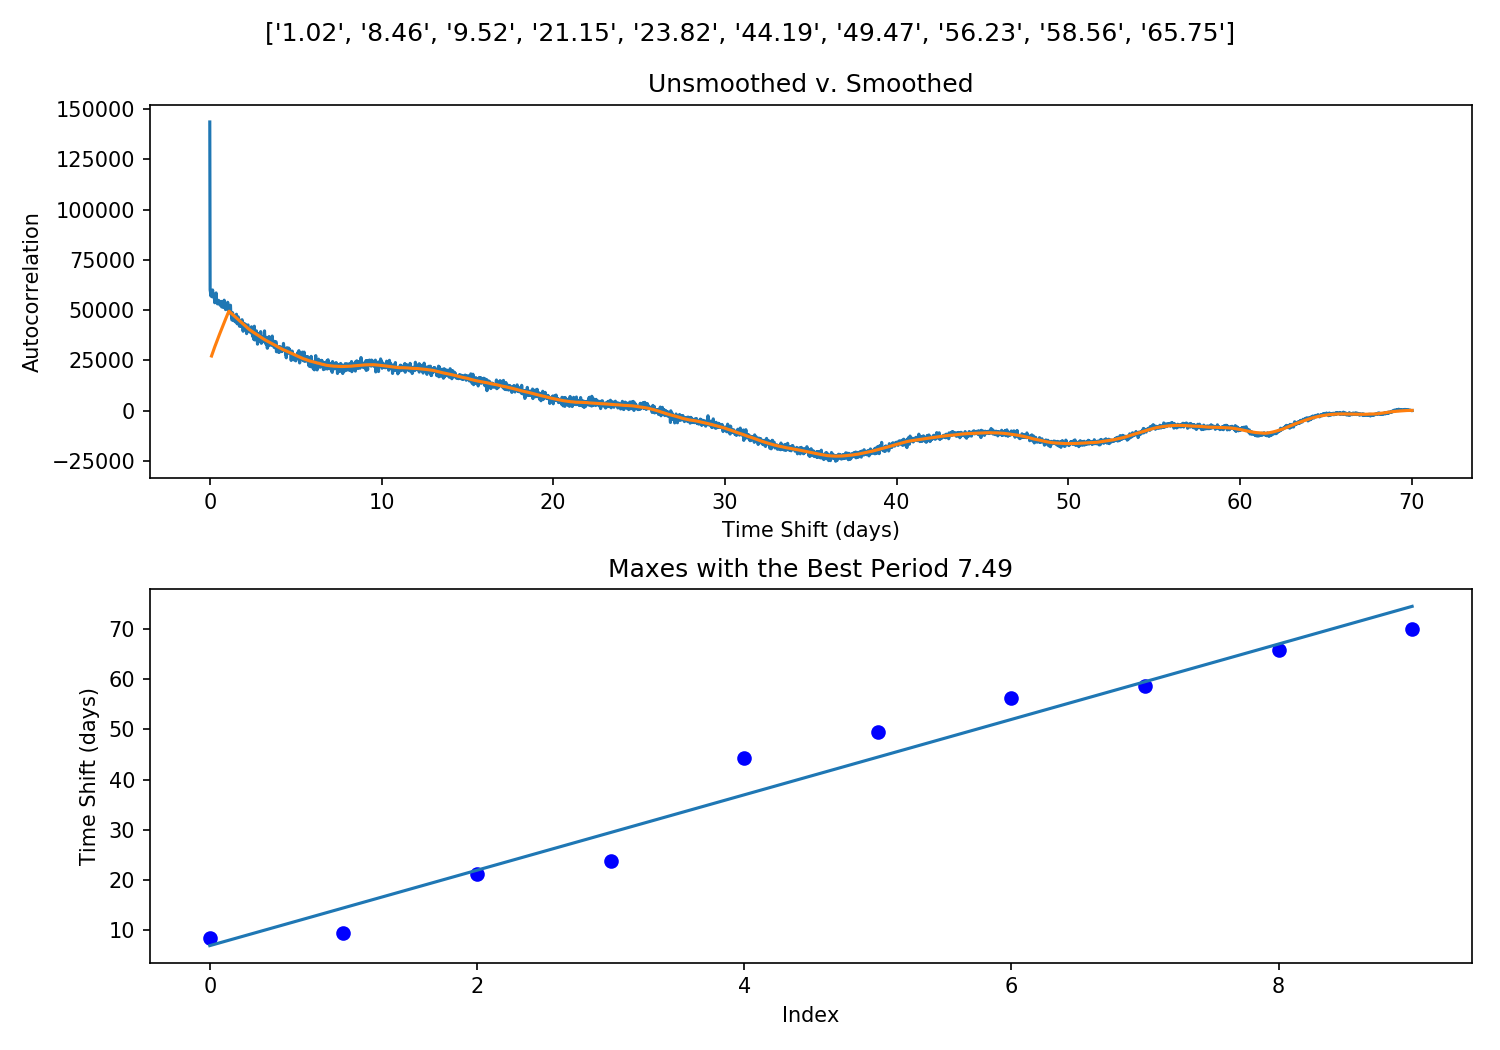 ['1.02', '8.46', '9.52', '21.15', '23.82', '44.19', '49.47', '56.23', '58.56', '65.75']
Unsmoothed v. Smoothed
150000
125000
100000
75000
50000
25000
0
−25000
Autocorrelation
0 10 20 30 40 50 60 70
Time Shift (days)
Maxes with the Best Period 7.49
70
60
50
40
30
20
10
Time Shift (days)
0 2 4 6 8
Index